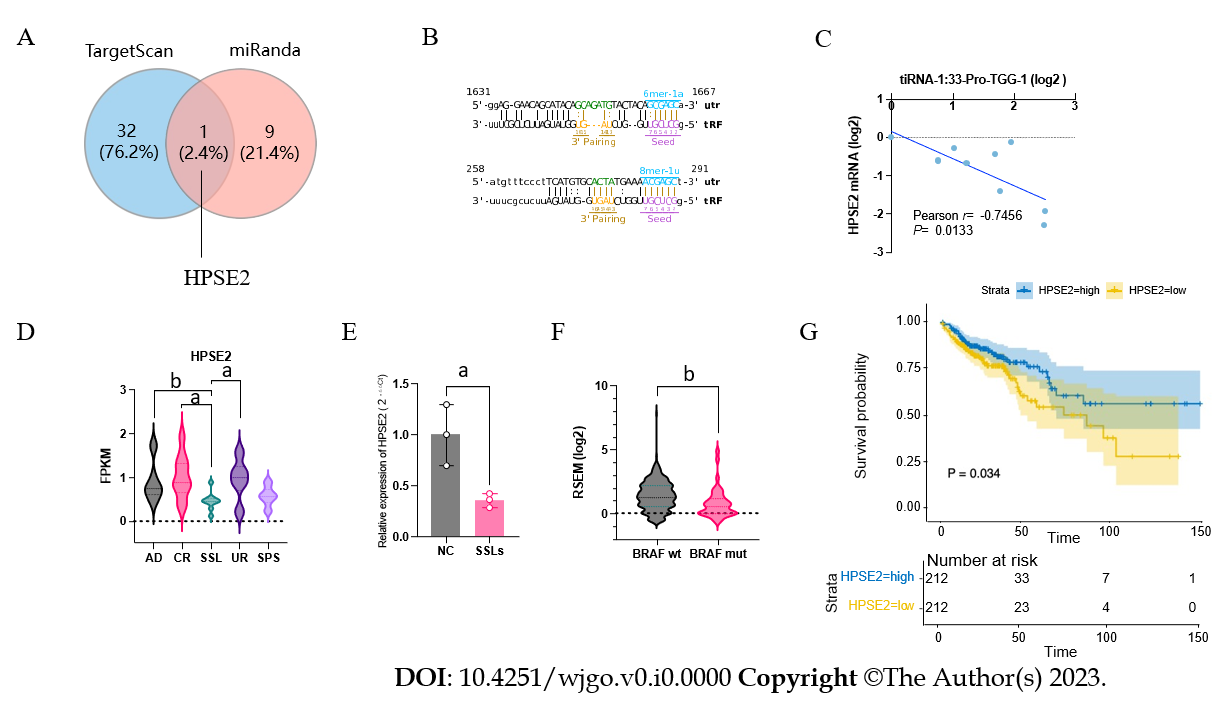 A
TargetScan
miRanda
32
(76.2%)
1
(2.4%)
9
(21.4%)
HPSE2
B
1631
6mer-1a
1667
utr
tRF
3' Pairing
Seed
258
8mer-1u
291
5'-atgtttccctTCATGTGCACTATGAAAACGAGCt-3' utr
3'-uuucgcucuuAGUAUG-GUGAUCUGGUUGCUCGg-5' tRF
3' Pairing
Seed
C
tiRNA-1:33-Pro-TGG-1 (log2 )
0 1 2 3
HPSE2 mRNA (log2)
1
0
-1
-2
-3
Pearson r= -0.7456
P= 0.0133
D
HPSE2
b
a
a
FPKM
3
2
1
0
AD CR SSL UR SPS
E
a
Relative expression of HPSE2
1.5
1.0
0.5
0.0
NC SSLs
F
b
RSEM (log2)
10
5
0
BRAF wt BRAF mut
G
Strata HPSE2=high HPSE2=low
Survival probability
1.00
0.75
0.50
0.25
0.00
P = 0.034
0 50 100 150
Time
Number at risk
Strata
HPSE2=high 212 33 7 1
HPSE2=low 212 23 4 0
0 50 100 150
Time
DOI: 10.4251/wjgo.v0.i0.0000 Copyright ©The Author(s) 2023.